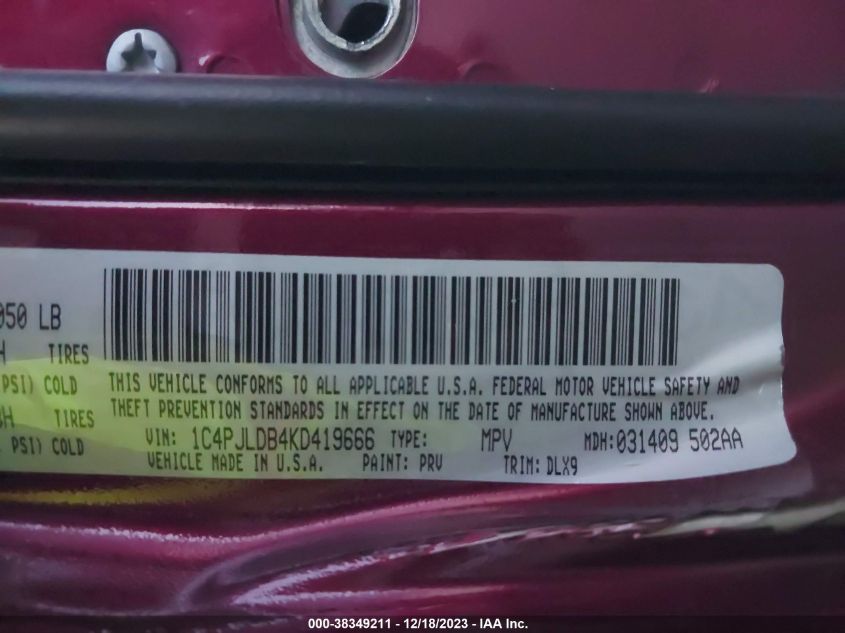 050 LB
TIRES
PSI) COLD
TIRES
PSI) COLD
THIS VEHICLE CONFORMS TO ALL APPLICABLE U.S.A. FEDERAL MOTOR VEHICLE SAFETY AND
THEFT PREVENTION STANDARDS IN EFFECT ON THE DATE OF MANUFACTURE SHOWN ABOVE.
VIN: 1C4PJLDB4KD419666 TYPE: MPV MDH:031409 502AA
VEHICLE MADE IN U.S.A. PAINT: PRV TRIM: DLX9
000-38349211 - 12/18/2023 - IAA Inc.